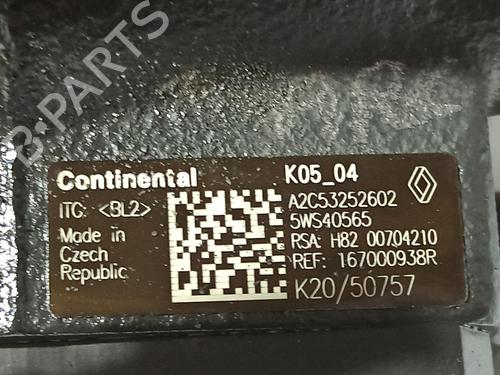 B-PARTS
Continental
K05_04
ITC: <BL2>
A2C53252602
5WS40565
Made in
Czech
Republic
RSA: H82 00704210
REF: 167000938R
K20/50757